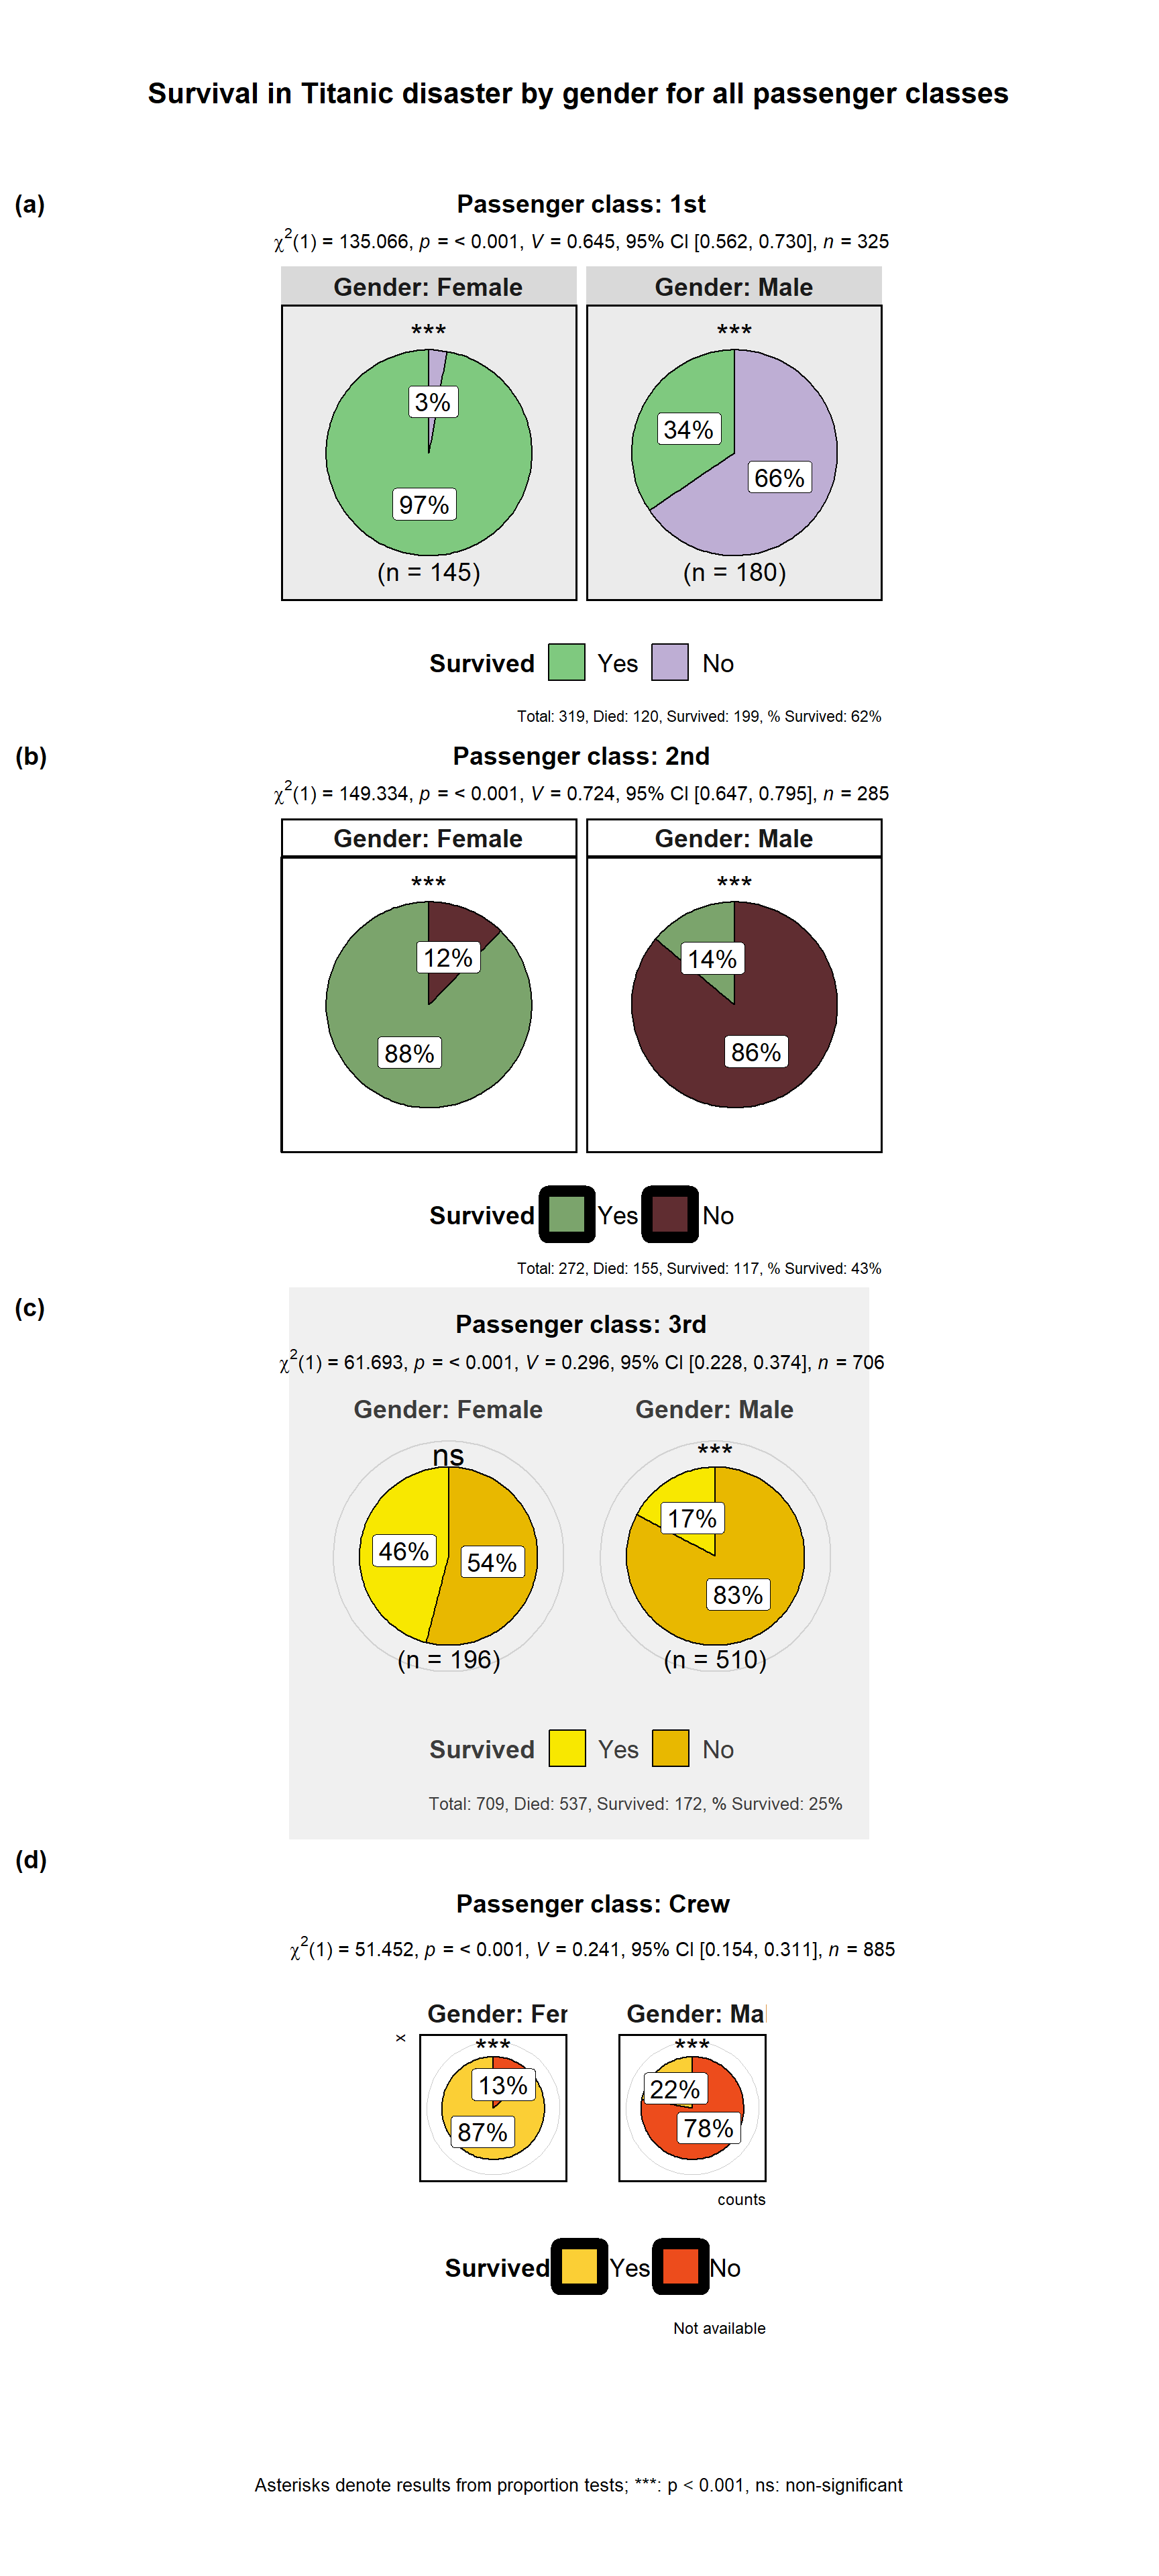 Survival in Titanic disaster by gender for all passenger classes
(a)
Passenger class: 1st
χ2(1) = 135.066, p = < 0.001, V = 0.645, 95% CI [0.562, 0.730], n = 325
Gender: Female Gender: Male
*** ***
3%
34%
66%
97%
(n = 145) (n = 180)
Survived Yes No
Total: 319, Died: 120, Survived: 199, % Survived: 62%
(b)
Passenger class: 2nd
χ2(1) = 149.334, p = < 0.001, V = 0.724, 95% CI [0.647, 0.795], n = 285
Gender: Female Gender: Male
*** ***
12% 14%
88% 86%
Survived Yes No
Total: 272, Died: 155, Survived: 117, % Survived: 43%
(c)
Passenger class: 3rd
χ2(1) = 61.693, p = < 0.001, V = 0.296, 95% CI [0.228, 0.374], n = 706
Gender: Female Gender: Male
ns ***
17%
46% 54%
83%
(n = 196) (n = 510)
Survived Yes No
Total: 709, Died: 537, Survived: 172, % Survived: 25%
(d)
Passenger class: Crew
χ2(1) = 51.452, p = < 0.001, V = 0.241, 95% CI [0.154, 0.311], n = 885
Gender: Fer Gender: Mal
x
*** ***
13% 22%
87% 78%
counts
Survived Yes No
Not available
Asterisks denote results from proportion tests; ***: p < 0.001, ns: non-significant